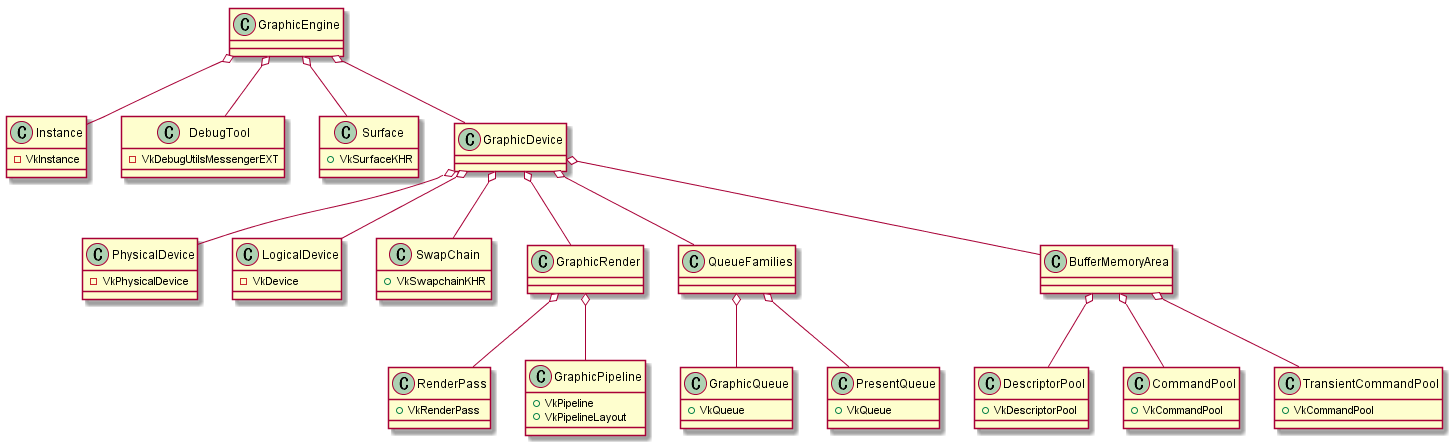 C GraphicEngine
C Instance
VkInstance
C DebugTool
VkDebugUtilsMessengerEXT
C Surface
VkSurfaceKHR
C GraphicDevice
C PhysicalDevice
VkPhysicalDevice
C LogicalDevice
VkDevice
C SwapChain
VkSwapchainKHR
C GraphicRender
C QueueFamilies
C BufferMemoryArea
C RenderPass
VkRenderPass
C GraphicPipeline
VkPipeline
VkPipelineLayout
C GraphicQueue
VkQueue
C PresentQueue
VkQueue
C DescriptorPool
VkDescriptorPool
C CommandPool
VkCommandPool
C TransientCommandPool
VkCommandPool